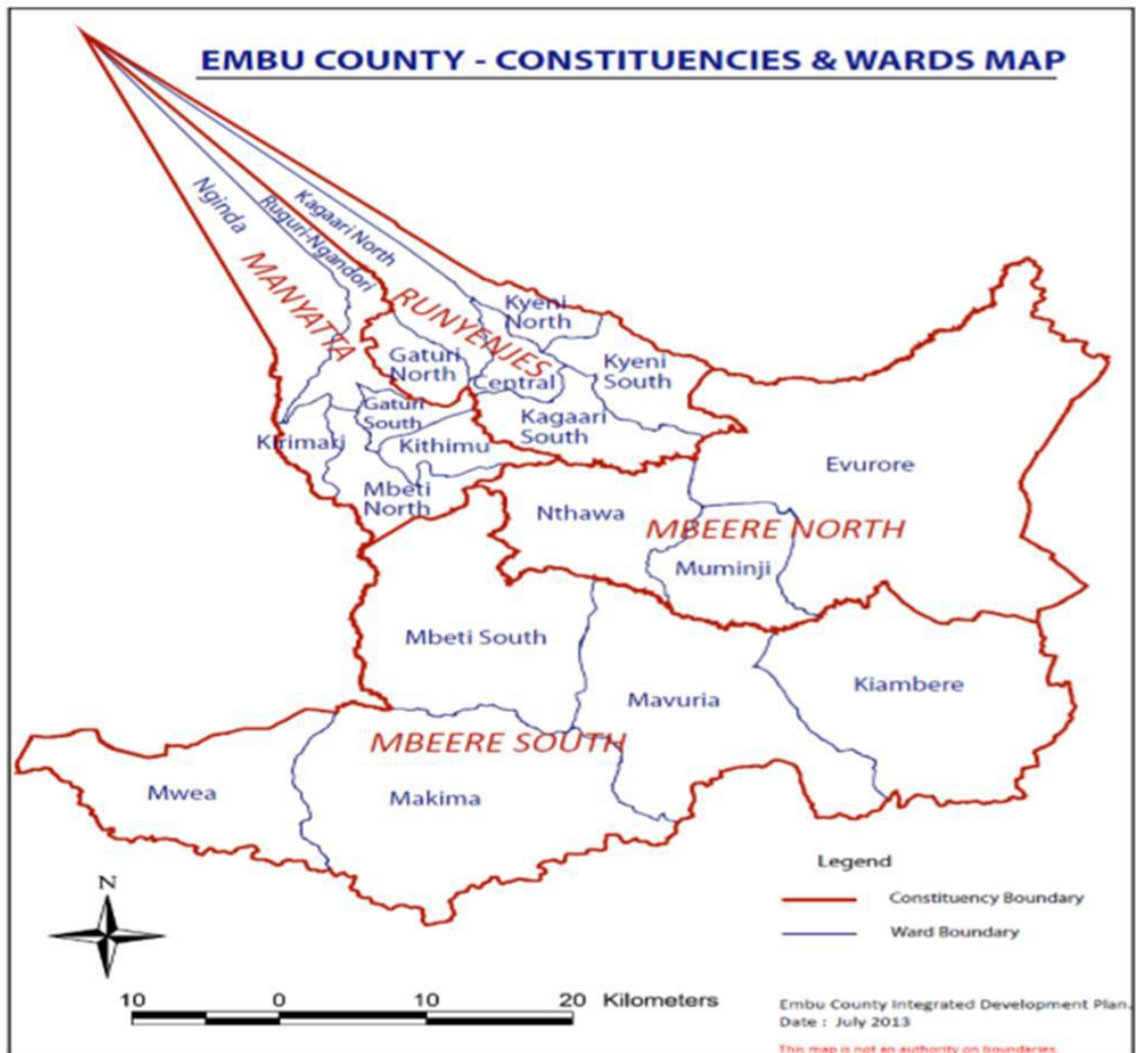 EMBU COUNTY - CONSTITUENCIES & WARDS MAP
Nginda
Ruguri-Ngandori
Kagaari North
MANYATTA
RUNYENJES
Kyeni
North
Gaturi
North
Central
Kyeni
South
Gaturi
South
Kagaari
South
Kirimari
Kithimu
Evurore
Mbeti
North
Nthawa
MBEERE NORTH
Muminji
Mbeti South
Mavuria
Kiambere
MBEERE SOUTH
Mwea
Makima
Legend
Constituency Boundary
Ward Boundary
N
10 0 10 20 Kilometers
Embu County Integrated Development Plan.
Date : July 2013
This map is not an authority on boundaries.